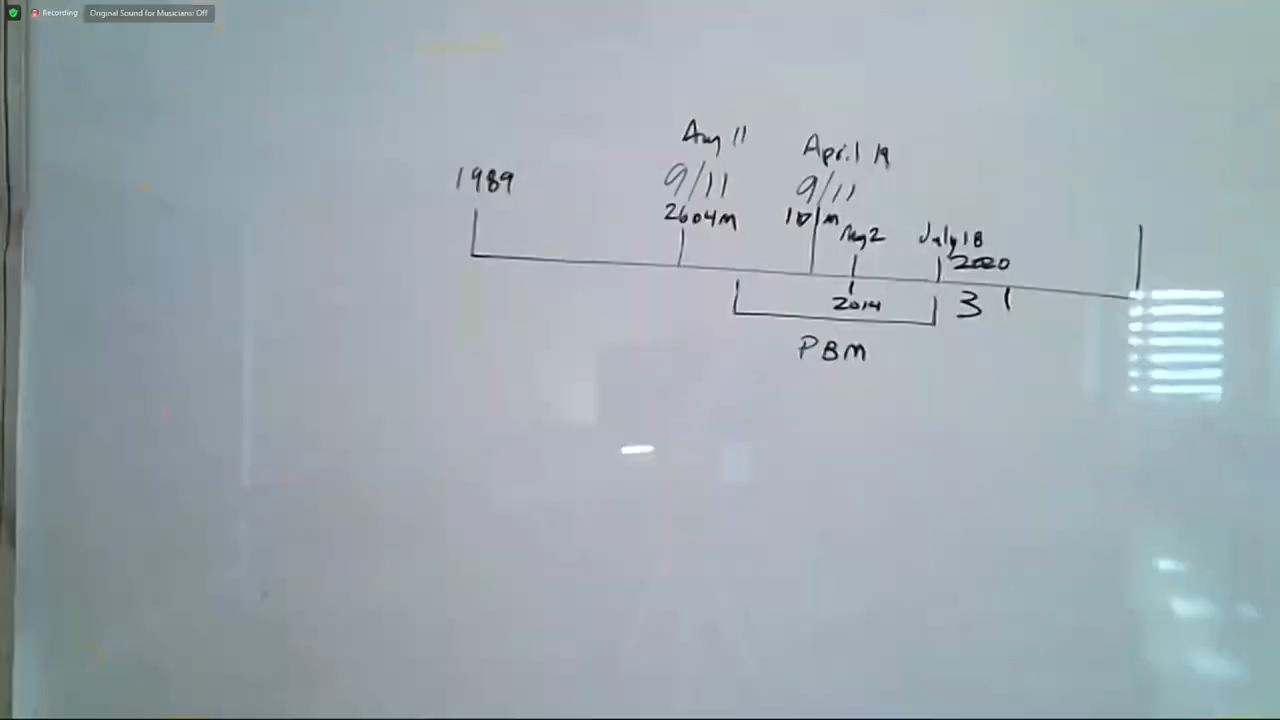 Recording
Original Sound for Musicians: Off
1989
Aug 11
9/11
2604m
April 19
9/11
Aug 2
July 18
2020
2014
3
PBM